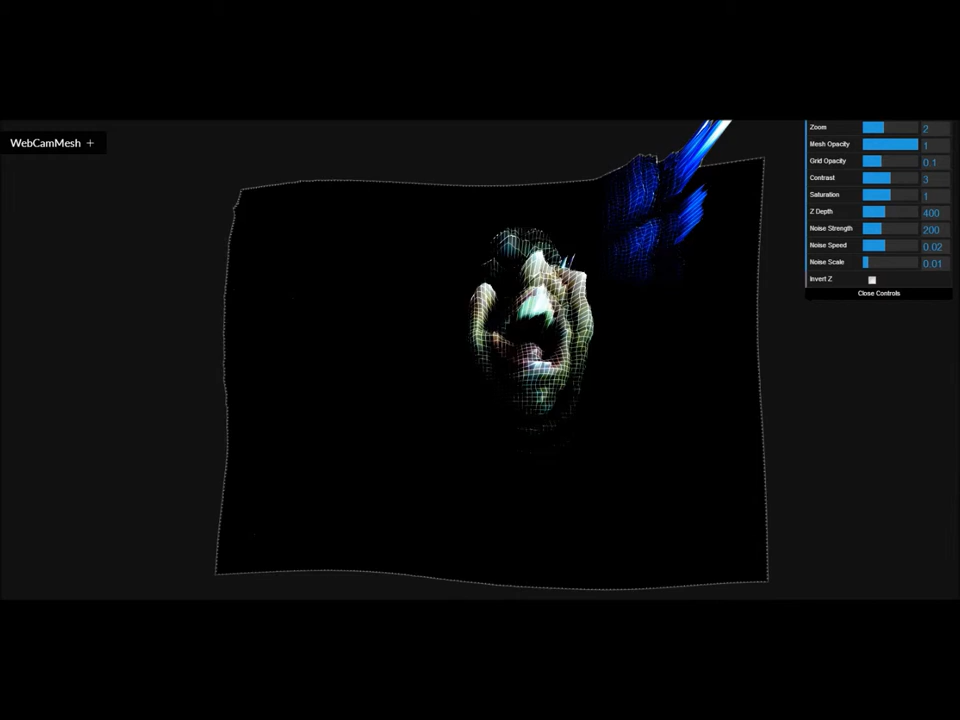 WebCamMesh +
Zoom 2
Mesh Opacity 1
Grid Opacity 0.1
Contrast 3
Saturation 1
Z Depth 400
Noise Strength 200
Noise Speed 0.02
Noise Scale 0.01
Invert Z
Close Controls